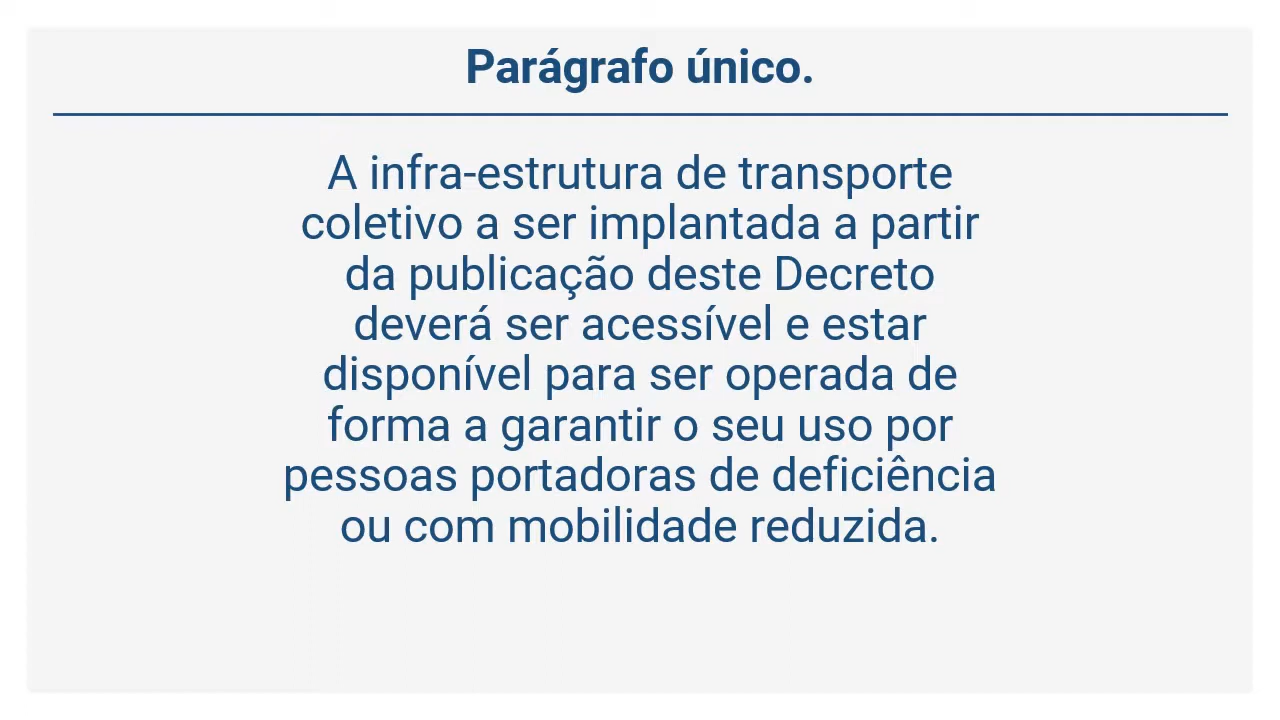 Parágrafo único.
A infra-estrutura de transporte
coletivo a ser implantada a partir
da publicação deste Decreto
deverá ser acessível e estar
disponível para ser operada de
forma a garantir o seu uso por
pessoas portadoras de deficiência
ou com mobilidade reduzida.